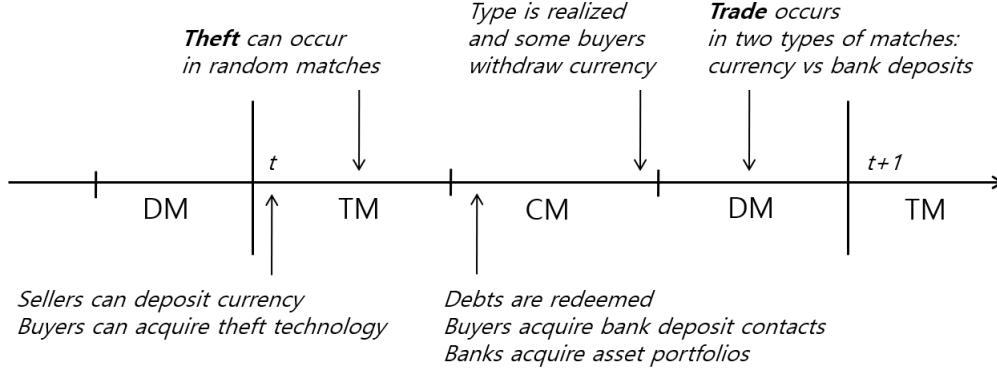 Theft can occur
in random matches
Type is realized
and some buyers
withdraw currency
Trade occurs
in two types of matches:
currency vs bank deposits
t
t+1
DM
TM
CM
DM
TM
Sellers can deposit currency
Buyers can acquire theft technology
Debts are redeemed
Buyers acquire bank deposit contacts
Banks acquire asset portfolios